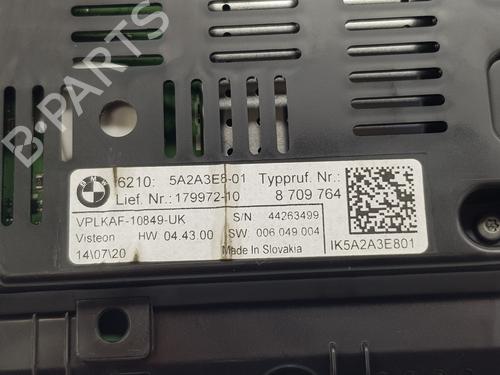 B-PARTS
BMW
6210: 5A2A3E8-01 Typpruf. Nr.:
Lief. Nr.: 179972-10 8 709 764
VPLKAF-10849-UK S/N 44263499
Visteon HW 04.43.00 SW. 006.049.004
14\07\20 Made in Slovakia IK5A2A3E801